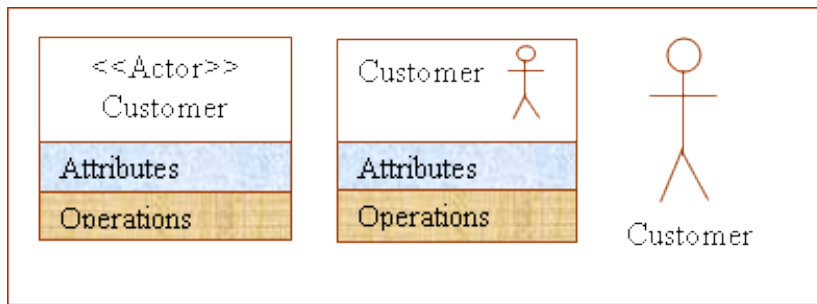 <<Actor>>
Customer
Attributes
Operations
Customer
Attributes
Operations
Customer